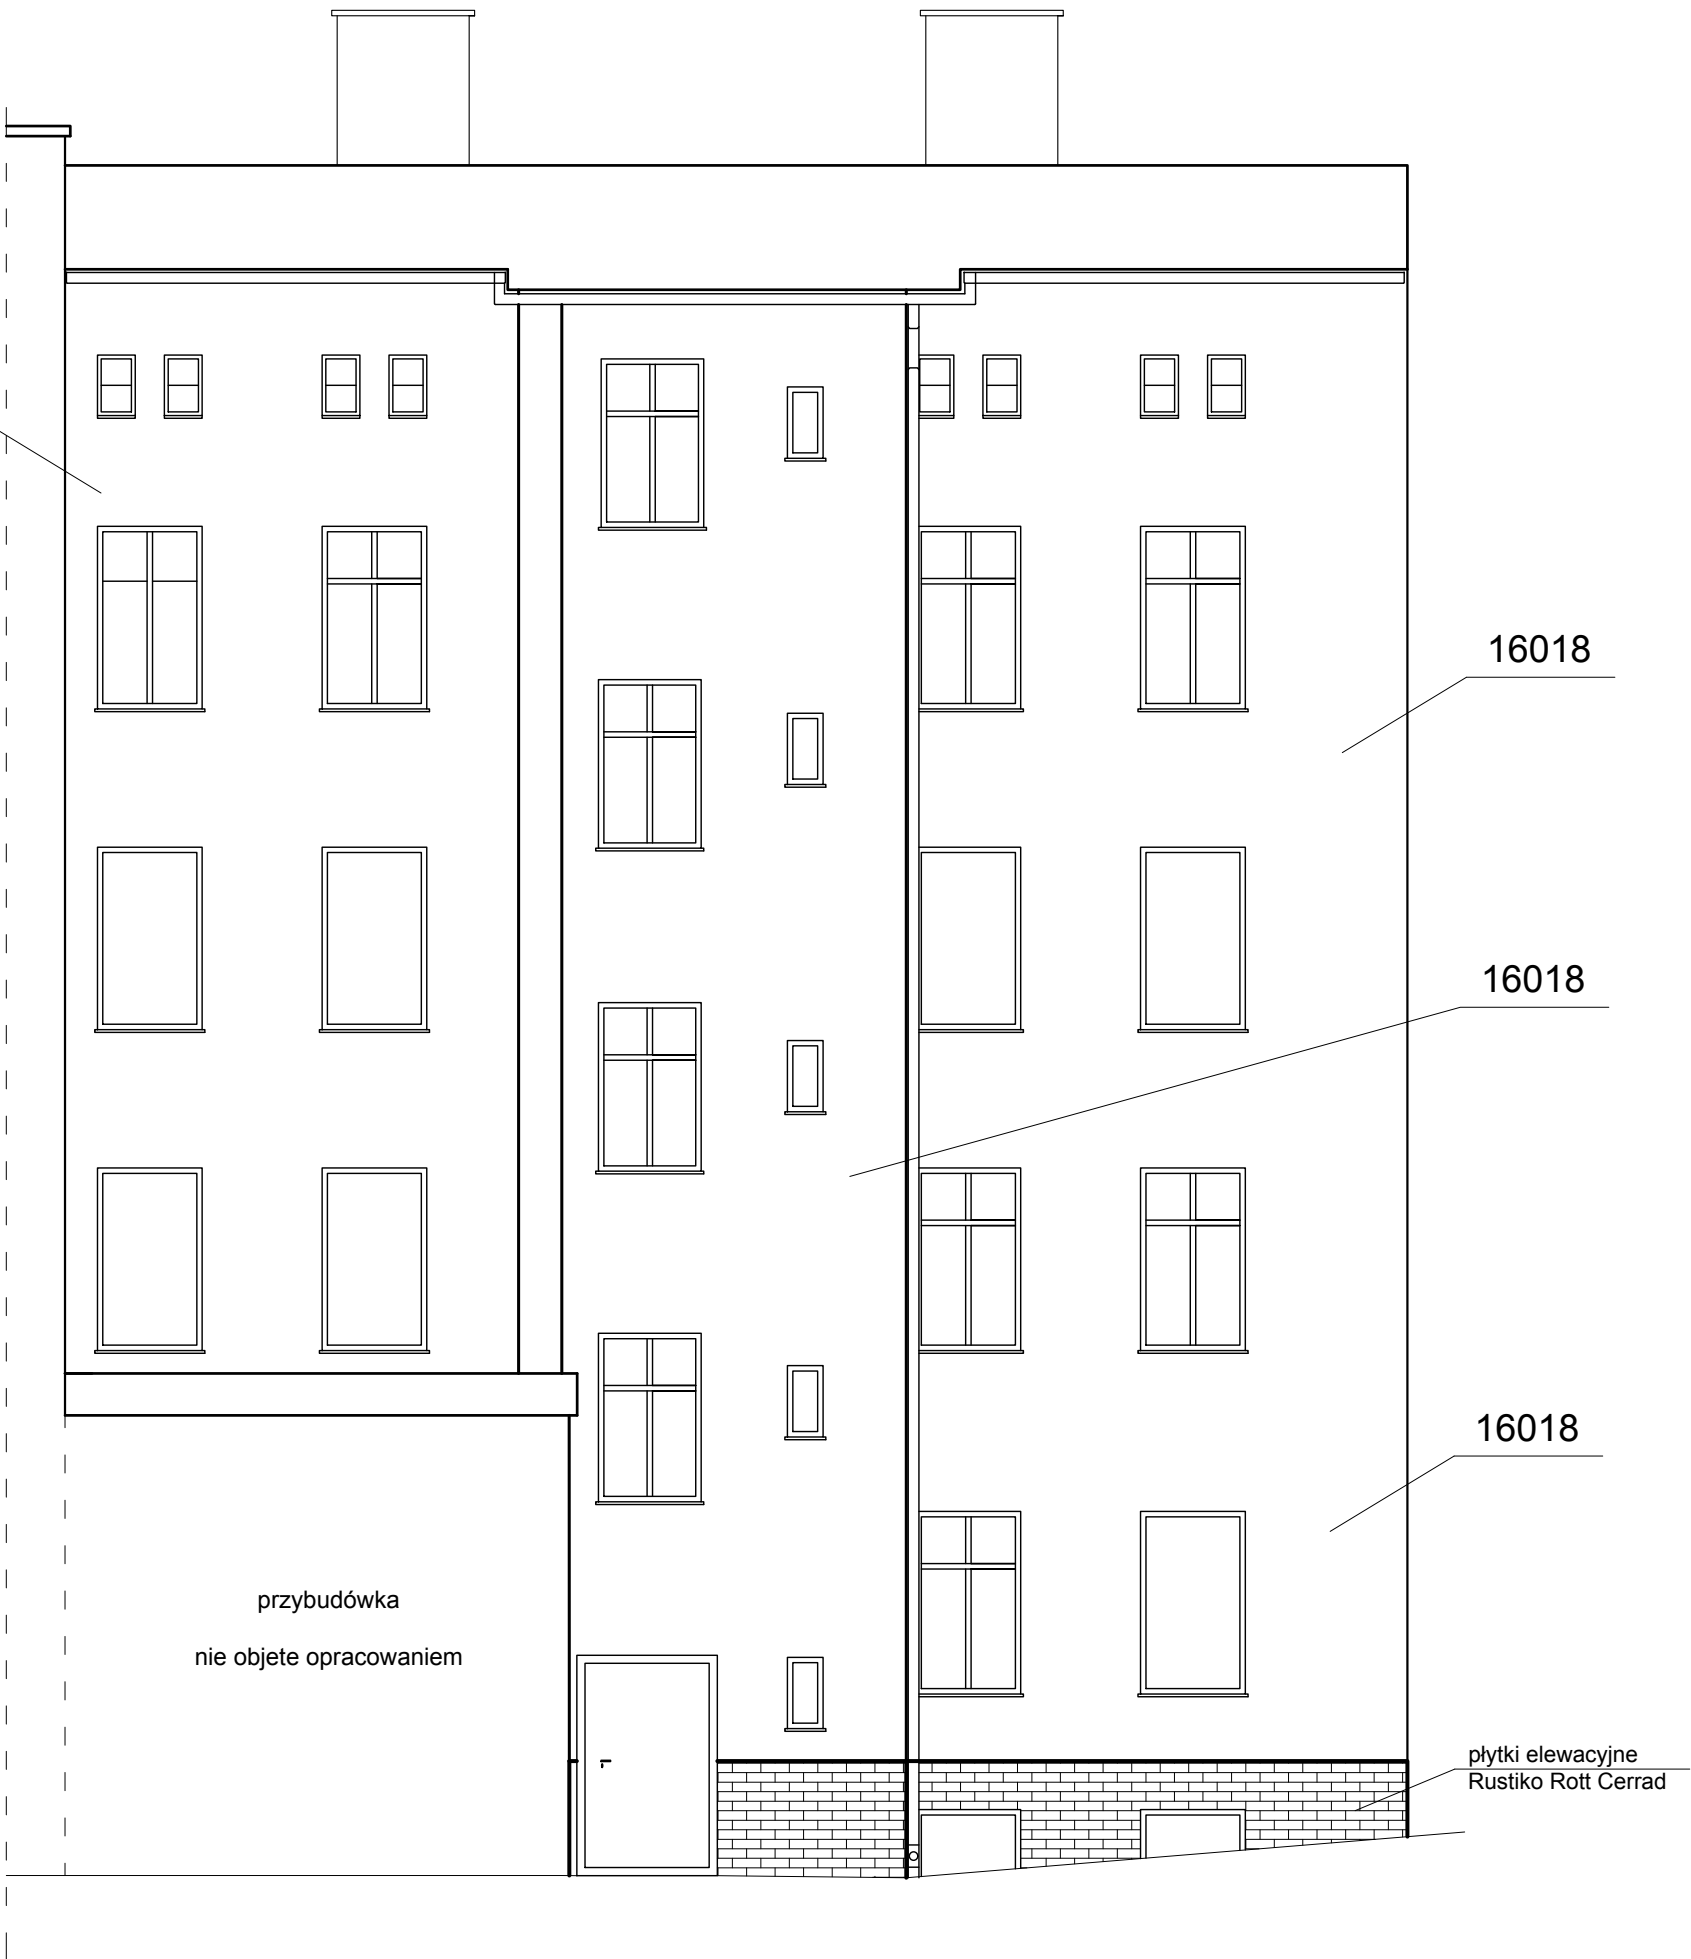 16018
16018
16018
przybudówka
nie objete opracowaniem
płytki elewacyjne
Rustiko Rott Cerrad